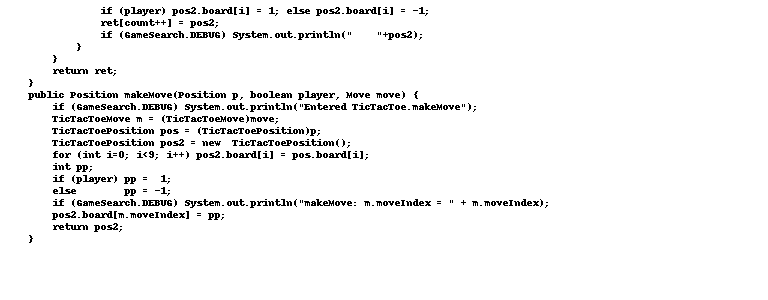 if (player) pos2.board[i] = 1; else pos2.board[i] = -1;
            ret[count++] = pos2;
            if (GameSearch.DEBUG) System.out.println("    "+pos2);
        }
    }
    return ret;
}
public Position makeMove(Position p, boolean player, Move move) {
    if (GameSearch.DEBUG) System.out.println("Entered TicTacToe.makeMove");
    TicTacToeMove m = (TicTacToeMove)move;
    TicTacToePosition pos = (TicTacToePosition)p;
    TicTacToePosition pos2 = new  TicTacToePosition();
    for (int i=0; i<9; i++) pos2.board[i] = pos.board[i];
    int pp;
    if (player) pp =  1;
    else        pp = -1;
    if (GameSearch.DEBUG) System.out.println("makeMove: m.moveIndex = " + m.moveIndex);
    pos2.board[m.moveIndex] = pp;
    return pos2;
}